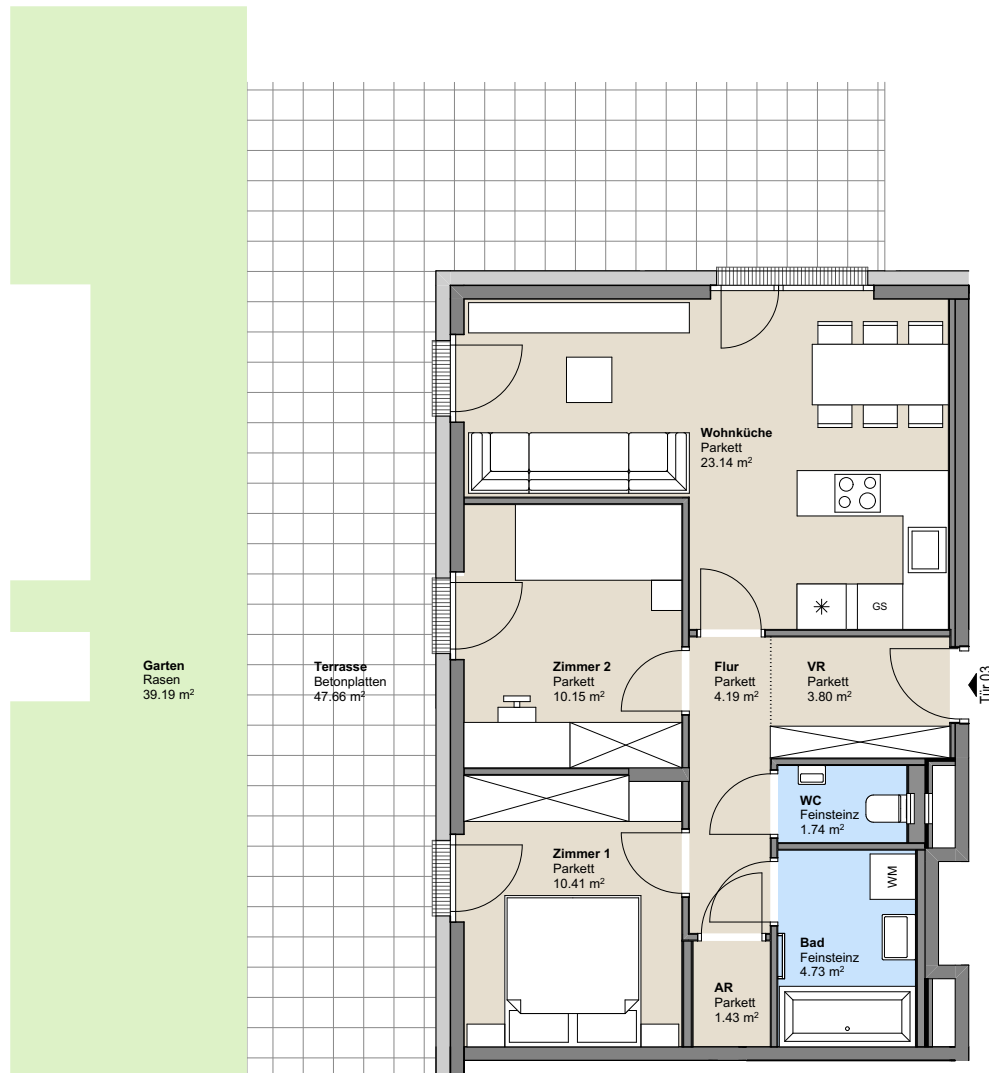 Wohnküche
Parkett
23.14 m²
GS
Garten
Rasen
39.19 m²
Terrasse
Betonplatten
47.66 m²
Zimmer 2
Parkett
10.15 m²
Flur
Parkett
4.19 m²
VR
Parkett
3.80 m²
Tür 03
WC
Feinsteinz
1.74 m²
Zimmer 1
Parkett
10.41 m²
WM
Bad
Feinsteinz
4.73 m²
AR
Parkett
1.43 m²